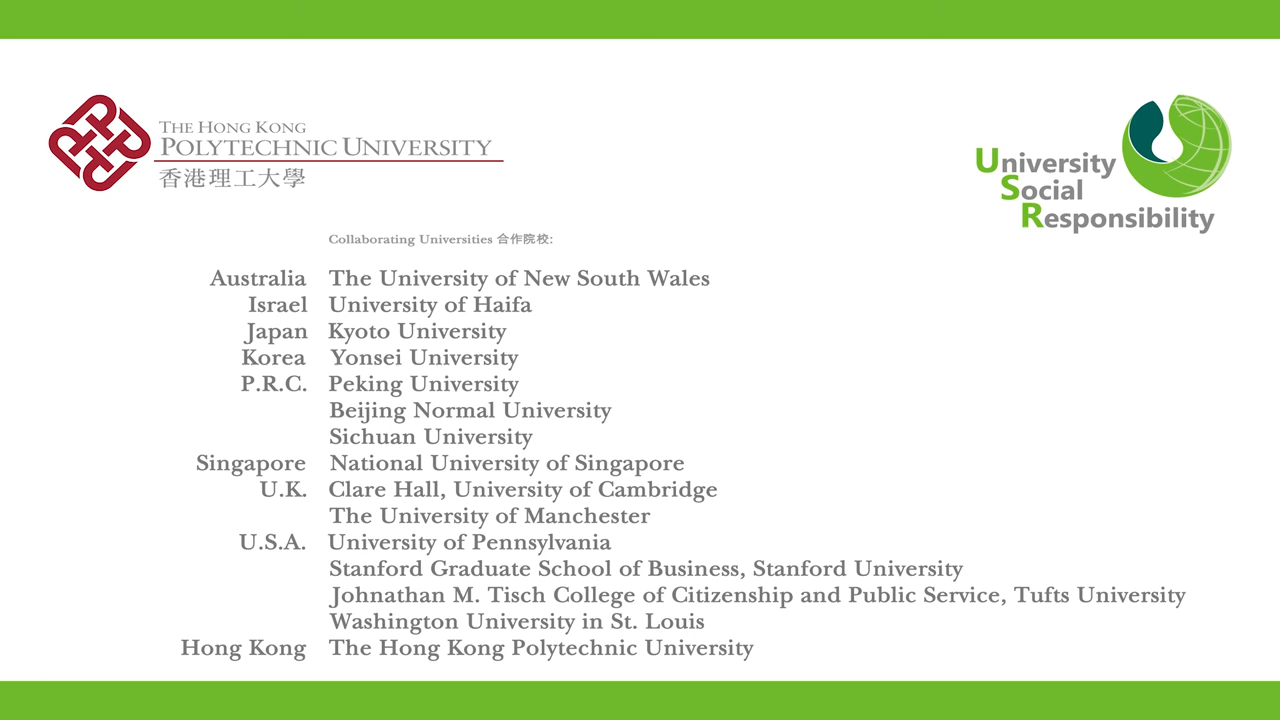 THE HONG KONG
POLYTECHNIC UNIVERSITY
香港理工大學
University
Social
Responsibility
Collaborating Universities 合作院校:
Australia The University of New South Wales
Israel University of Haifa
Japan Kyoto University
Korea Yonsei University
P.R.C. Peking University
Beijing Normal University
Sichuan University
Singapore National University of Singapore
U.K. Clare Hall, University of Cambridge
The University of Manchester
U.S.A. University of Pennsylvania
Stanford Graduate School of Business, Stanford University
Johnathan M. Tisch College of Citizenship and Public Service, Tufts University
Washington University in St. Louis
Hong Kong The Hong Kong Polytechnic University